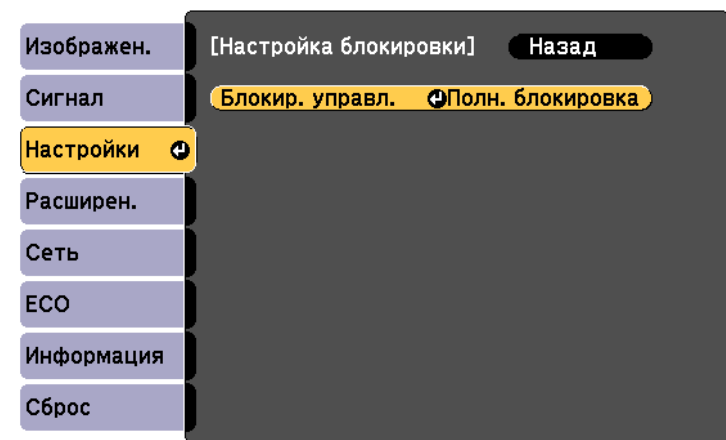 Изображен.
Сигнал
Настройки
Расширен.
Сеть
ECO
Информация
Сброс
[Настройка блокировки] Назад
Блокир. управл. Полн. блокировка